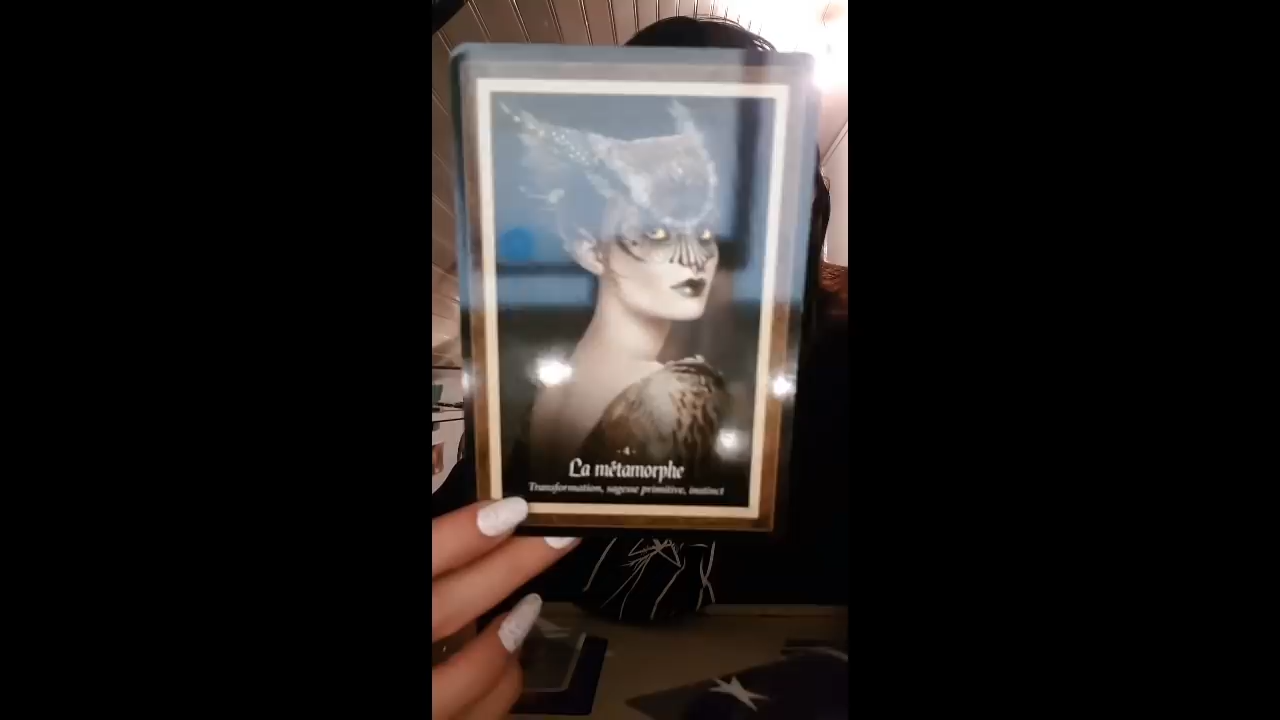 - 4 -
La métamorphe
Transformation, sagesse primitive, instinct